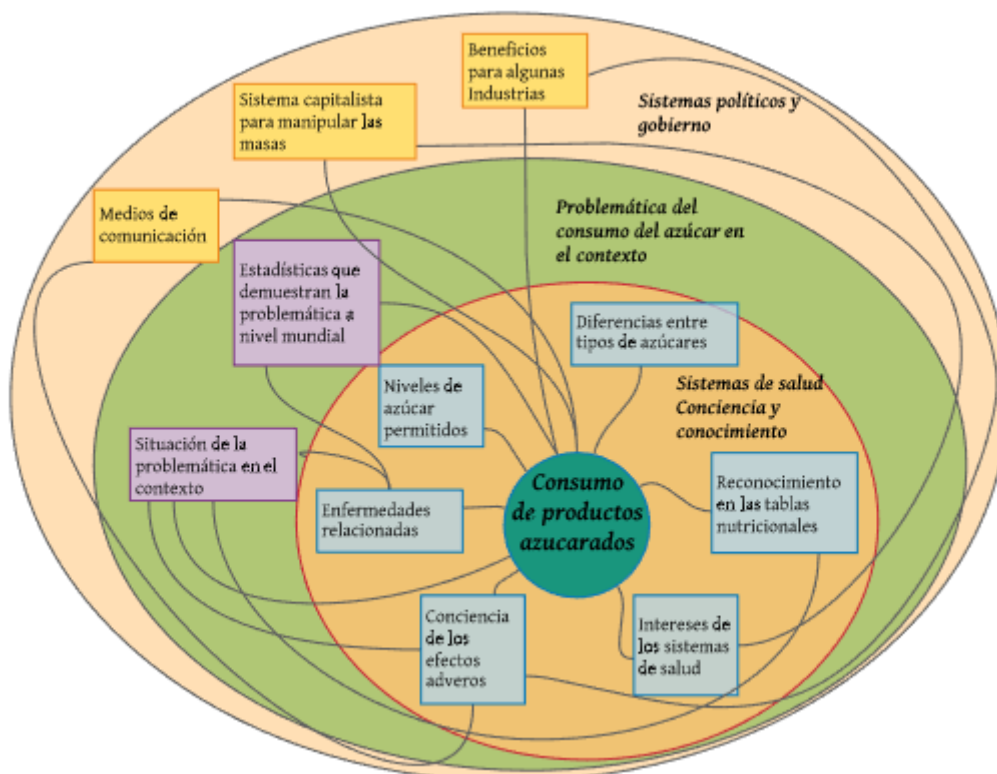 Beneficios
para algunas
Industrias
Sistema capitalista
para manipular las
masas
Sistemas políticos y
gobierno
Medios de
comunicación
Problemática del
consumo del azúcar en
el contexto
Estadísticas que
demuestran la
problemática a
nivel mundial
Diferencias entre
tipos de azúcares
Niveles de
azúcar
permitidos
Sistemas de salud
Conciencia y
conocimiento
Situación de la
problemática en el
contexto
Enfermedades
relacionadas
Consumo
de productos
azucarados
Reconocimiento
en las tablas
nutricionales
Conciencia
de los
efectos
adveros
Intereses de
los sistemas
de salud